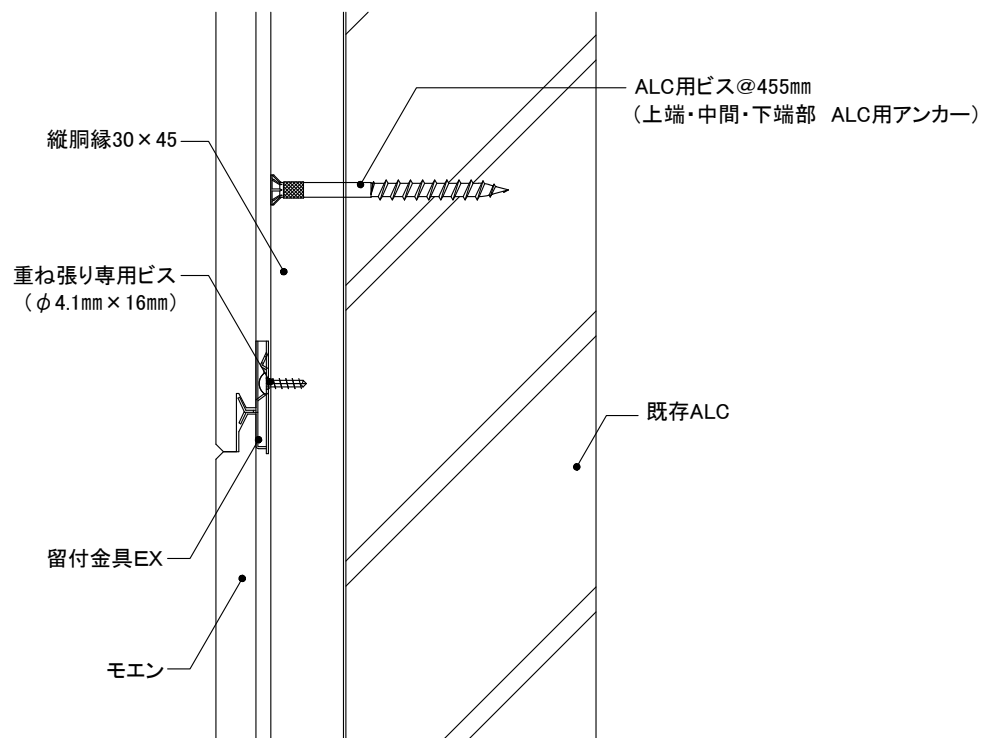 ALC用ビス@455㎜
（上端・中間・下端部　ALC用アンカー）
縦胴縁30×45
重ね張り専用ビス
（φ4.1㎜×16㎜）
既存ALC
留付金具EX
モエン